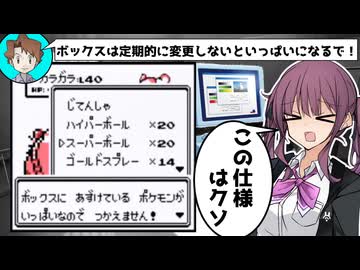 ボックスは定期的に変更しないといっぱいになるで！
カラカラ:L40
HP:
じてんしゃ
ハイパーボール ×20
▷スーパーボール ×20
ゴールドスプレー ×14
ボックスに あずけている ポケモンが
いっぱいなので つかえません！
この仕様
はクソ